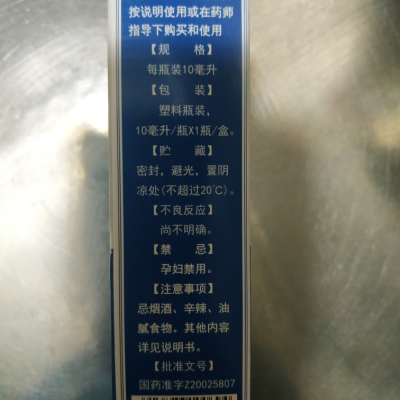 按说明使用或在药师
指导下购买和使用
【规 格】
每瓶装10毫升
【包 装】
塑料瓶装，
10毫升/瓶X1瓶/盒。
【贮 藏】
密封，避光，置阴
凉处(不超过20℃)。
【不良反应】
尚不明确。
【禁 忌】
孕妇禁用。
【注意事项】
忌烟酒、辛辣、油
腻食物。其他内容
详见说明书。
【批准文号】
国药准字Z20025807